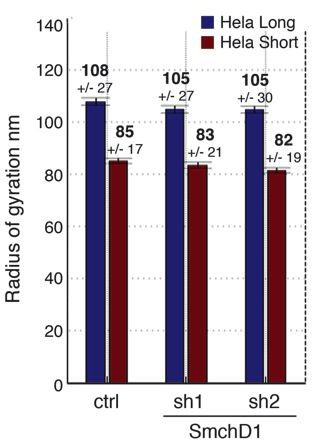 Hela Long
Hela Short
Radius of gyration nm
140
120
100
80
60
40
20
0
108
+/- 27
85
+/- 17
105
+/- 27
83
+/- 21
105
+/- 30
82
+/- 19
ctrl
sh1
sh2
SmchD1